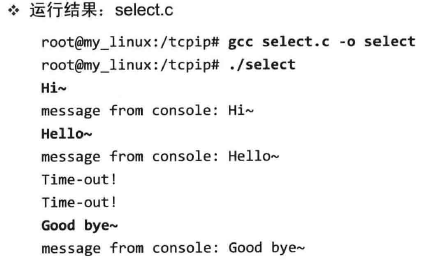 ❖ 运行结果：select.c
root@my_linux:/tcpip# gcc select.c -o select
root@my_linux:/tcpip# ./select
Hi~
message from console: Hi~
Hello~
message from console: Hello~
Time-out!
Time-out!
Good bye~
message from console: Good bye~